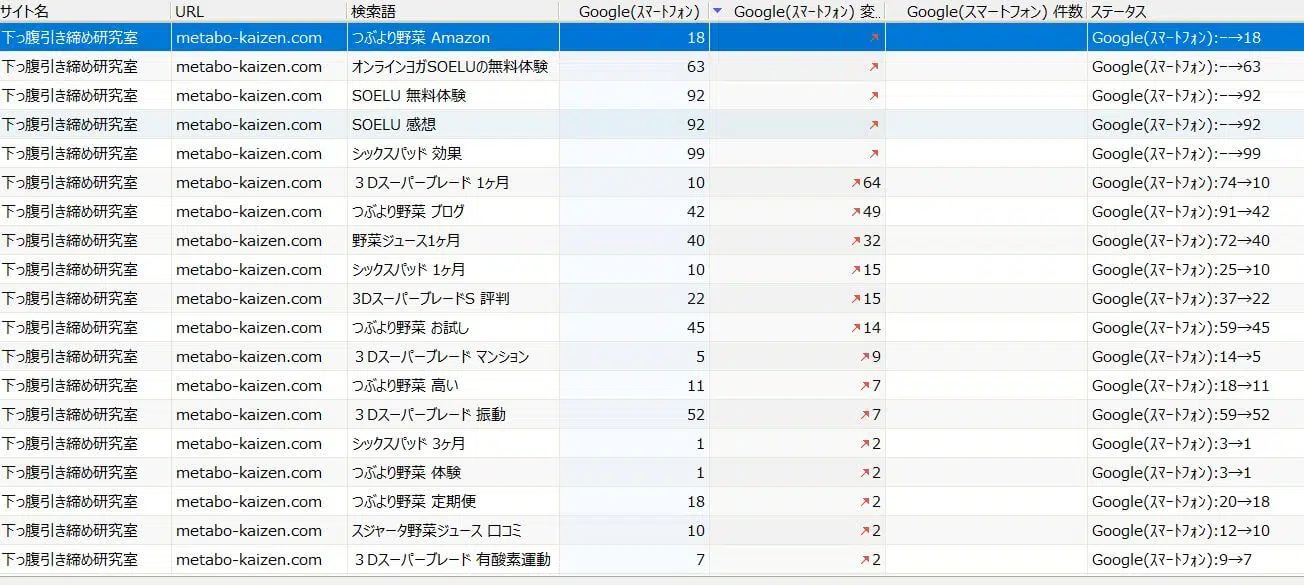 サイト名 URL 検索語 Google(ｽﾏｰﾄﾌｫﾝ) Google(ｽﾏｰﾄﾌｫﾝ) 変.. Google(スマートフォン) 件数 ステータス
下っ腹引き締め研究室 metabo-kaizen.com つぶより野菜 Amazon 18 ↗ Google(ｽﾏｰﾄﾌｫﾝ):--→18
下っ腹引き締め研究室 metabo-kaizen.com オンラインヨガSOELUの無料体験 63 ↗ Google(ｽﾏｰﾄﾌｫﾝ):--→63
下っ腹引き締め研究室 metabo-kaizen.com SOELU 無料体験 92 ↗ Google(ｽﾏｰﾄﾌｫﾝ):--→92
下っ腹引き締め研究室 metabo-kaizen.com SOELU 感想 92 ↗ Google(ｽﾏｰﾄﾌｫﾝ):--→92
下っ腹引き締め研究室 metabo-kaizen.com シックスパッド 効果 99 ↗ Google(ｽﾏｰﾄﾌｫﾝ):--→99
下っ腹引き締め研究室 metabo-kaizen.com ３Dスーパーブレード 1ヶ月 10 ↗64 Google(ｽﾏｰﾄﾌｫﾝ):74→10
下っ腹引き締め研究室 metabo-kaizen.com つぶより野菜 ブログ 42 ↗49 Google(ｽﾏｰﾄﾌｫﾝ):91→42
下っ腹引き締め研究室 metabo-kaizen.com 野菜ジュース1ヶ月 40 ↗32 Google(ｽﾏｰﾄﾌｫﾝ):72→40
下っ腹引き締め研究室 metabo-kaizen.com シックスパッド 1ヶ月 10 ↗15 Google(ｽﾏｰﾄﾌｫﾝ):25→10
下っ腹引き締め研究室 metabo-kaizen.com 3DスーパーブレードS 評判 22 ↗15 Google(ｽﾏｰﾄﾌｫﾝ):37→22
下っ腹引き締め研究室 metabo-kaizen.com つぶより野菜 お試し 45 ↗14 Google(ｽﾏｰﾄﾌｫﾝ):59→45
下っ腹引き締め研究室 metabo-kaizen.com ３Dスーパーブレード マンション 5 ↗9 Google(ｽﾏｰﾄﾌｫﾝ):14→5
下っ腹引き締め研究室 metabo-kaizen.com つぶより野菜 高い 11 ↗7 Google(ｽﾏｰﾄﾌｫﾝ):18→11
下っ腹引き締め研究室 metabo-kaizen.com ３Dスーパーブレード 振動 52 ↗7 Google(ｽﾏｰﾄﾌｫﾝ):59→52
下っ腹引き締め研究室 metabo-kaizen.com シックスパッド 3ヶ月 1 ↗2 Google(ｽﾏｰﾄﾌｫﾝ):3→1
下っ腹引き締め研究室 metabo-kaizen.com つぶより野菜 体験 1 ↗2 Google(ｽﾏｰﾄﾌｫﾝ):3→1
下っ腹引き締め研究室 metabo-kaizen.com つぶより野菜 定期便 18 ↗2 Google(ｽﾏｰﾄﾌｫﾝ):20→18
下っ腹引き締め研究室 metabo-kaizen.com スジャータ野菜ジュース 口コミ 10 ↗2 Google(ｽﾏｰﾄﾌｫﾝ):12→10
下っ腹引き締め研究室 metabo-kaizen.com ３Dスーパーブレード 有酸素運動 7 ↗2 Google(ｽﾏｰﾄﾌｫﾝ):9→7